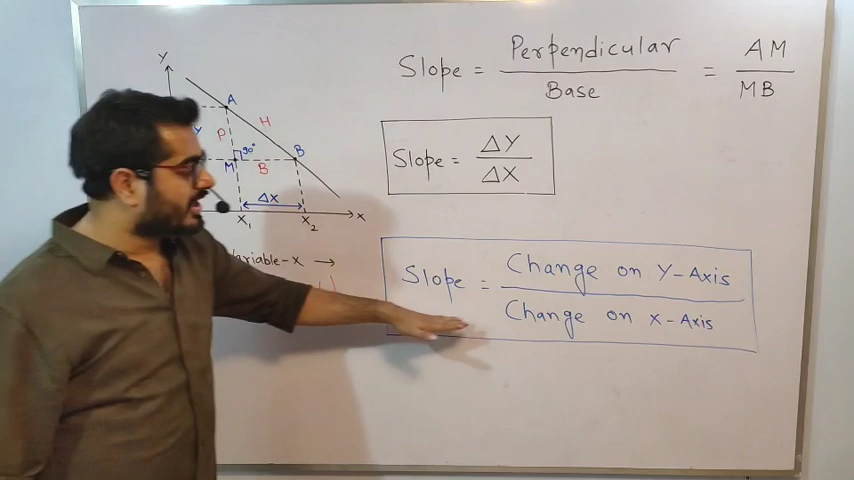 Slope = Perpendicular / Base = AM / MB
Slope = ΔY / ΔX
Slope = Change on Y-Axis / Change on X-Axis
Y
A
H
Y P
90°
B
M B
ΔX
X
X₁ X₂
ariable-X →